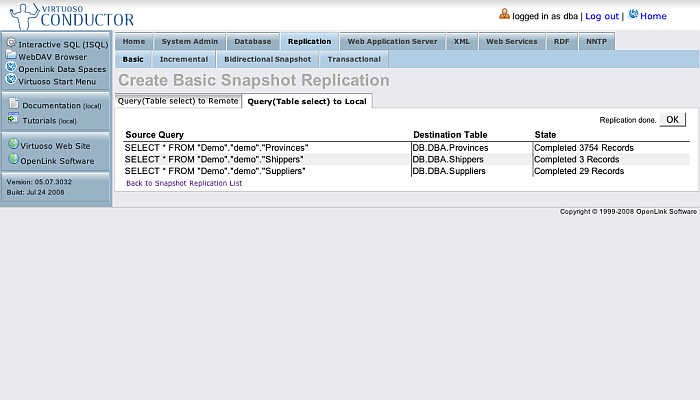 VIRTUOSO
CONDUCTOR
logged in as dba | Log out | Home
Interactive SQL (ISQL)
WebDAV Browser
OpenLink Data Spaces
Virtuoso Start Menu
Documentation (local)
Tutorials (local)
Virtuoso Web Site
OpenLink Software
Version: 05.07.3032
Build: Jul 24 2008
Home System Admin Database Replication Web Application Server XML Web Services RDF NNTP
Basic Incremental Bidirectional Snapshot Transactional
Create Basic Snapshot Replication
Query(Table select) to Remote Query(Table select) to Local
Replication done. OK
Source Query Destination Table State
SELECT * FROM "Demo"."demo"."Provinces" DB.DBA.Provinces Completed 3754 Records
SELECT * FROM "Demo"."demo"."Shippers" DB.DBA.Shippers Completed 3 Records
SELECT * FROM "Demo"."demo"."Suppliers" DB.DBA.Suppliers Completed 29 Records
Back to Snapshot Replication List
Copyright © 1999-2008 OpenLink Software